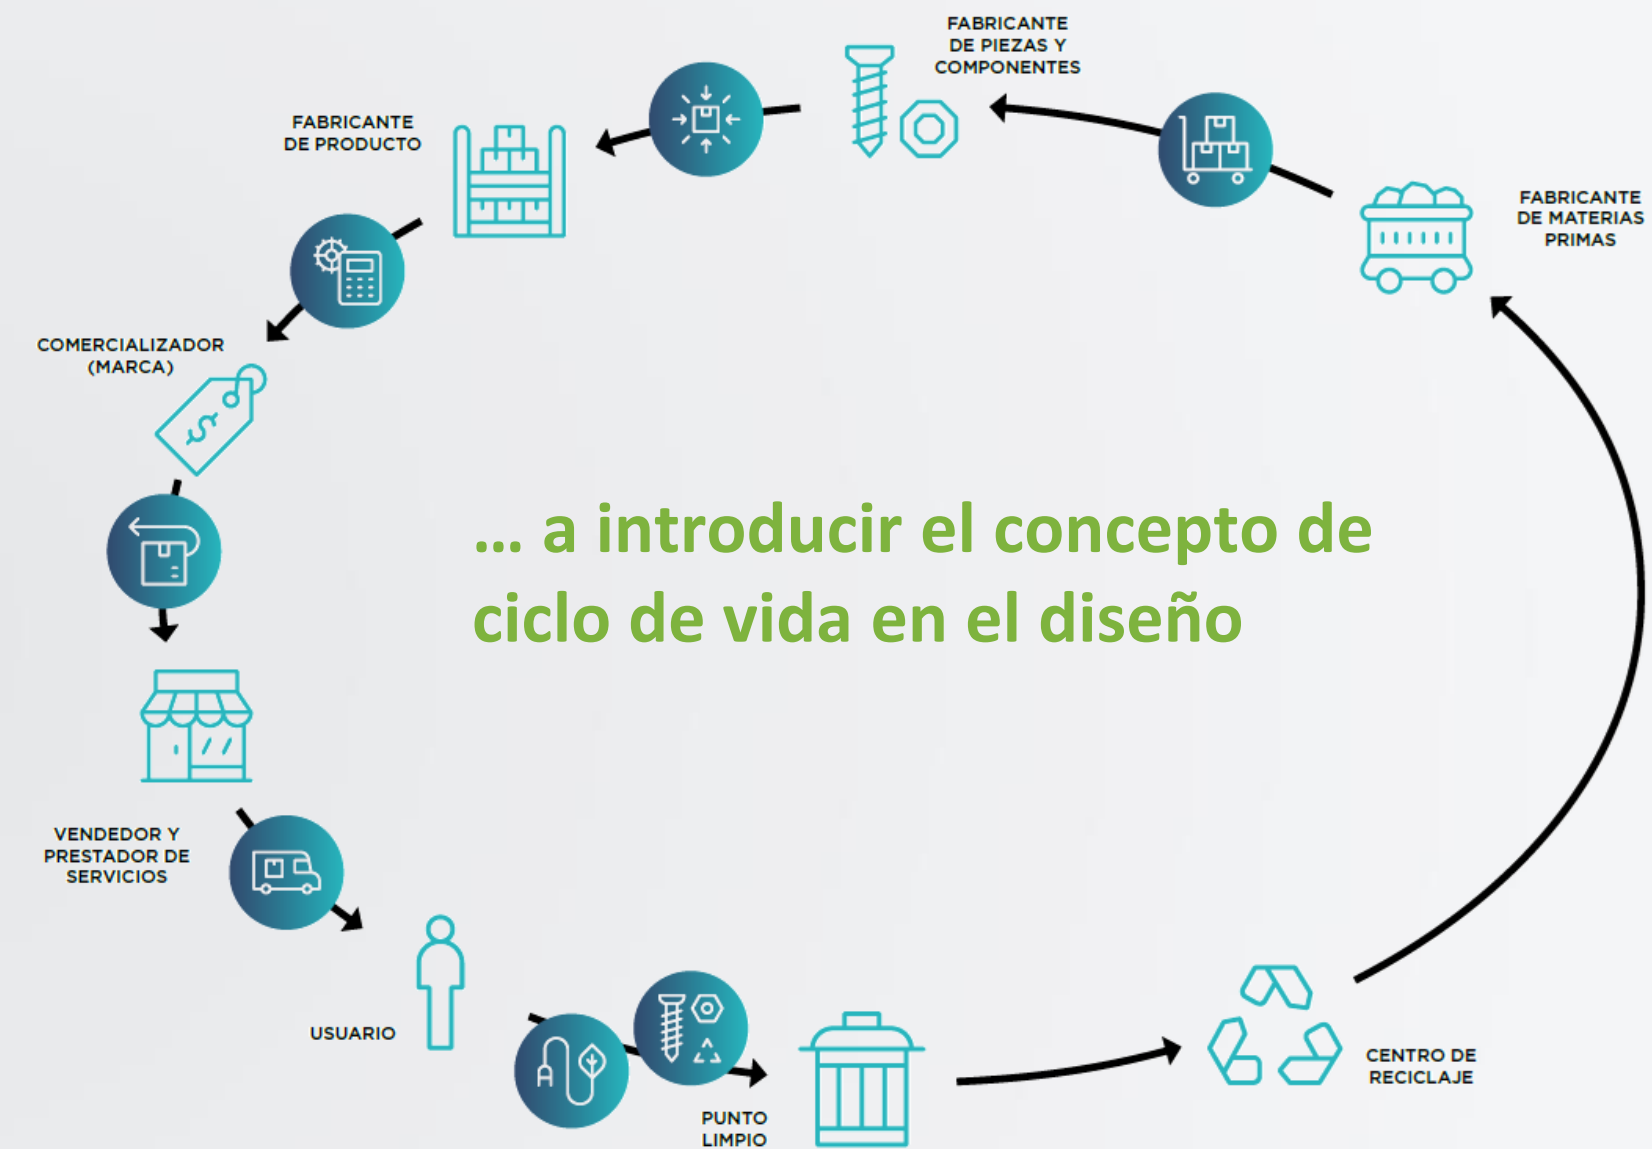 FABRICANTE
DE PIEZAS Y
COMPONENTES
FABRICANTE
DE PRODUCTO
FABRICANTE
DE MATERIAS
PRIMAS
COMERCIALIZADOR
(MARCA)
$
... a introducir el concepto de
ciclo de vida en el diseño
VENDEDOR Y
PRESTADOR DE
SERVICIOS
USUARIO
CENTRO DE
RECICLAJE
PUNTO
LIMPIO